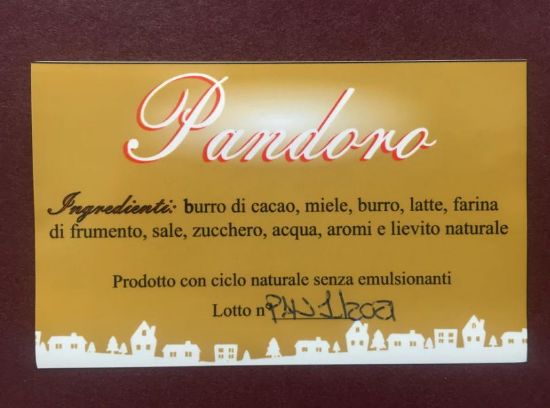 Pandoro
Ingredienti: burro di cacao, miele, burro, latte, farina
di frumento, sale, zucchero, acqua, aromi e lievito naturale
Prodotto con ciclo naturale senza emulsionanti
Lotto n°